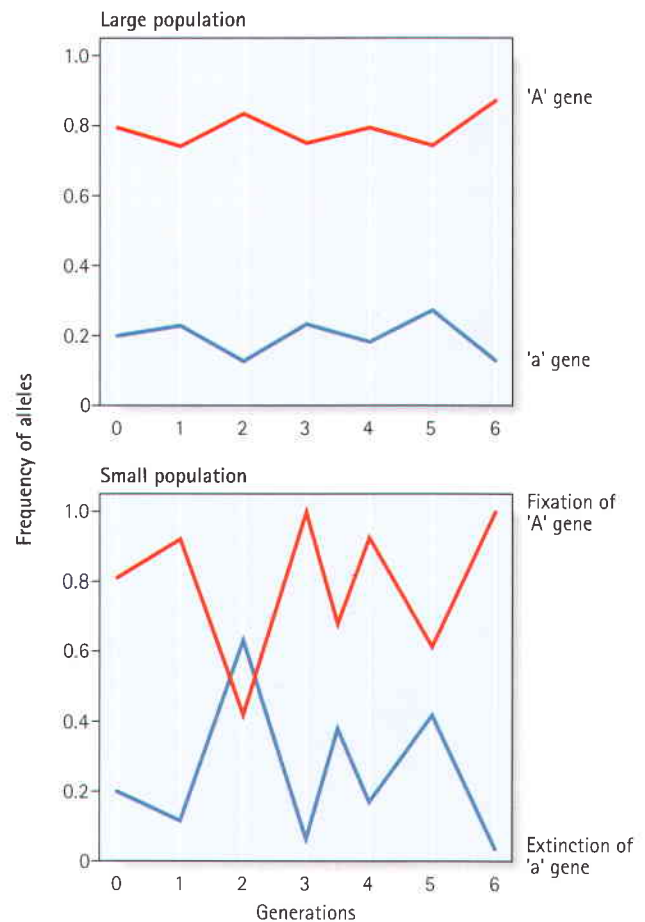 Large population
1.0
0.8
0.6
0.4
0.2
0
0 1 2 3 4 5 6
'A' gene
'a' gene
Frequency of alleles
Small population
1.0
0.8
0.6
0.4
0.2
0
0 1 2 3 4 5 6
Fixation of
'A' gene
Extinction of
'a' gene
Generations